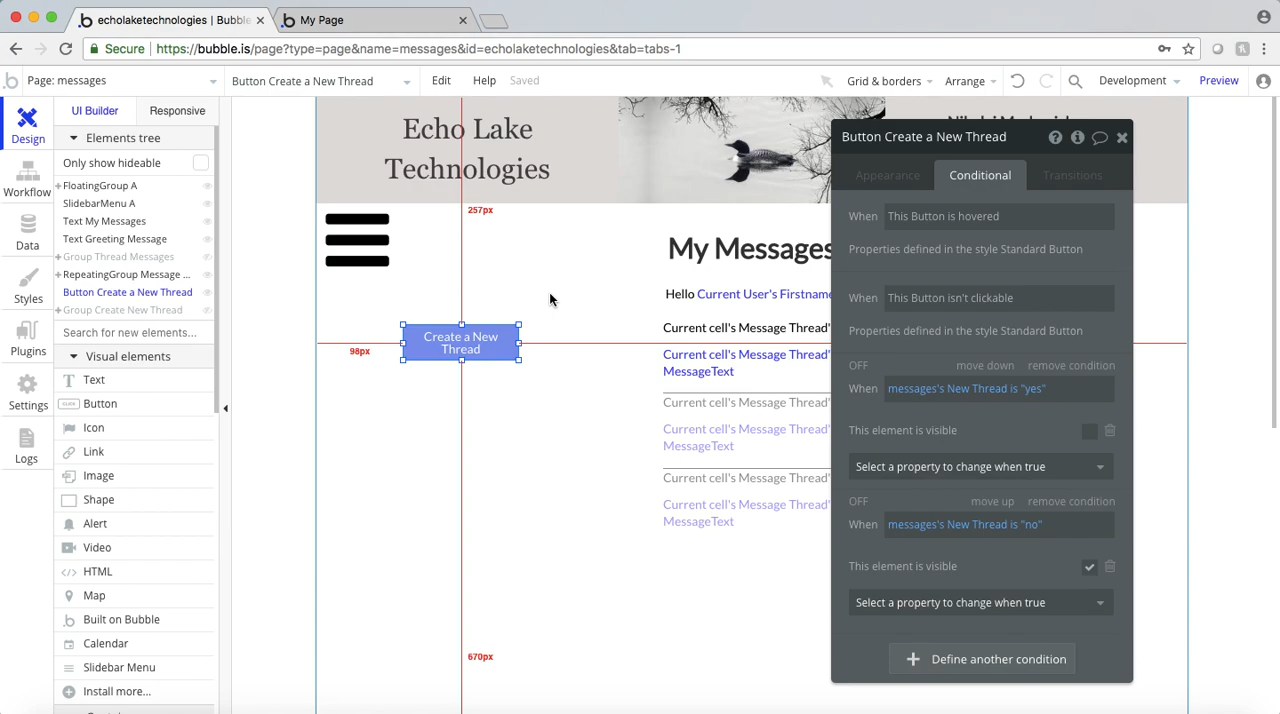 echolaketechnologies | Bubble
My Page
Secure
https://bubble.is/page?type=page&name=messages&id=echolaketechnologies&tab=tabs-1
Page: messages
Button Create a New Thread
Edit
Help
Saved
Grid & borders
Arrange
Development
Preview
Design
Workflow
Data
Styles
Plugins
Settings
Logs
UI Builder
Responsive
Elements tree
Only show hideable
FloatingGroup A
SlidebarMenu A
Text My Messages
Text Greeting Message
Group Thread Messages
RepeatingGroup Message ...
Button Create a New Thread
Group Create New Thread
Search for new elements...
Visual elements
Text
CLICK
Button
Icon
Link
Image
Shape
Alert
Video
HTML
Map
Built on Bubble
Calendar
Slidebar Menu
Install more...
Echo Lake
Technologies
257px
My Messages
Hello Current User's Firstname
Create a New
Thread
98px
Current cell's Message Thread'
Current cell's Message Thread'
MessageText
Current cell's Message Thread'
Current cell's Message Thread'
MessageText
Current cell's Message Thread'
Current cell's Message Thread'
MessageText
670px
Button Create a New Thread
Appearance
Conditional
Transitions
When
This Button is hovered
Properties defined in the style Standard Button
When
This Button isn't clickable
Properties defined in the style Standard Button
OFF
move down
remove condition
When
messages's New Thread is "yes"
This element is visible
Select a property to change when true
OFF
move up
remove condition
When
messages's New Thread is "no"
This element is visible
Select a property to change when true
Define another condition